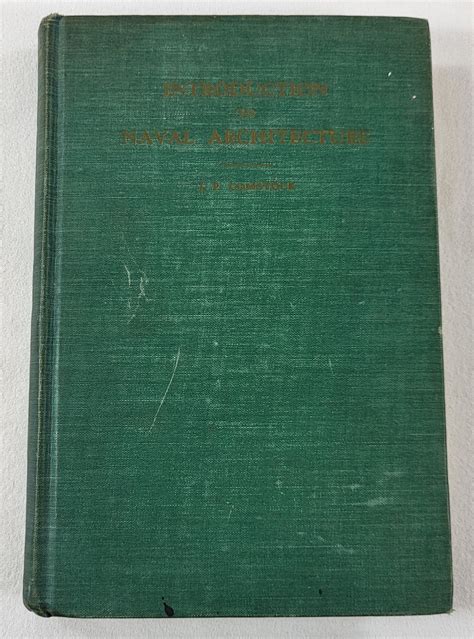 INTRODUCTION
TO
NAVAL ARCHITECTURE
J. P. COMSTOCK